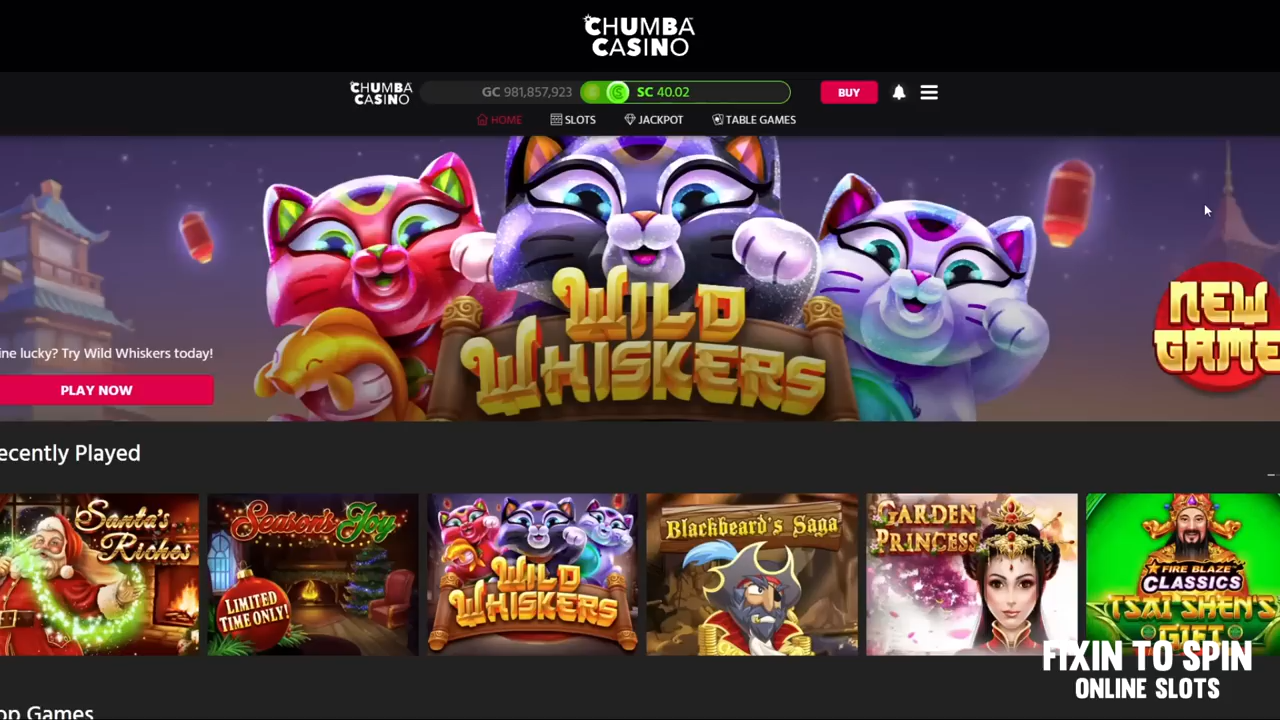 CHUMBA
CASINO
CHUMBA
CASINO
GC 981,857,923
SC 40.02
BUY
HOME
SLOTS
JACKPOT
TABLE GAMES
WILD
WHISKERS
NEW
GAME
ine lucky? Try Wild Whiskers today!
PLAY NOW
ecently Played
Santa's
Riches
Season's Joy
LIMITED
TIME ONLY!
WILD
WHISKERS
Blackbeard's Saga
GARDEN
PRINCESS
FIRE BLAZE
CLASSICS
TSAI SHEN'S
GIFT
FIXIN TO SPIN
ONLINE SLOTS
op Games